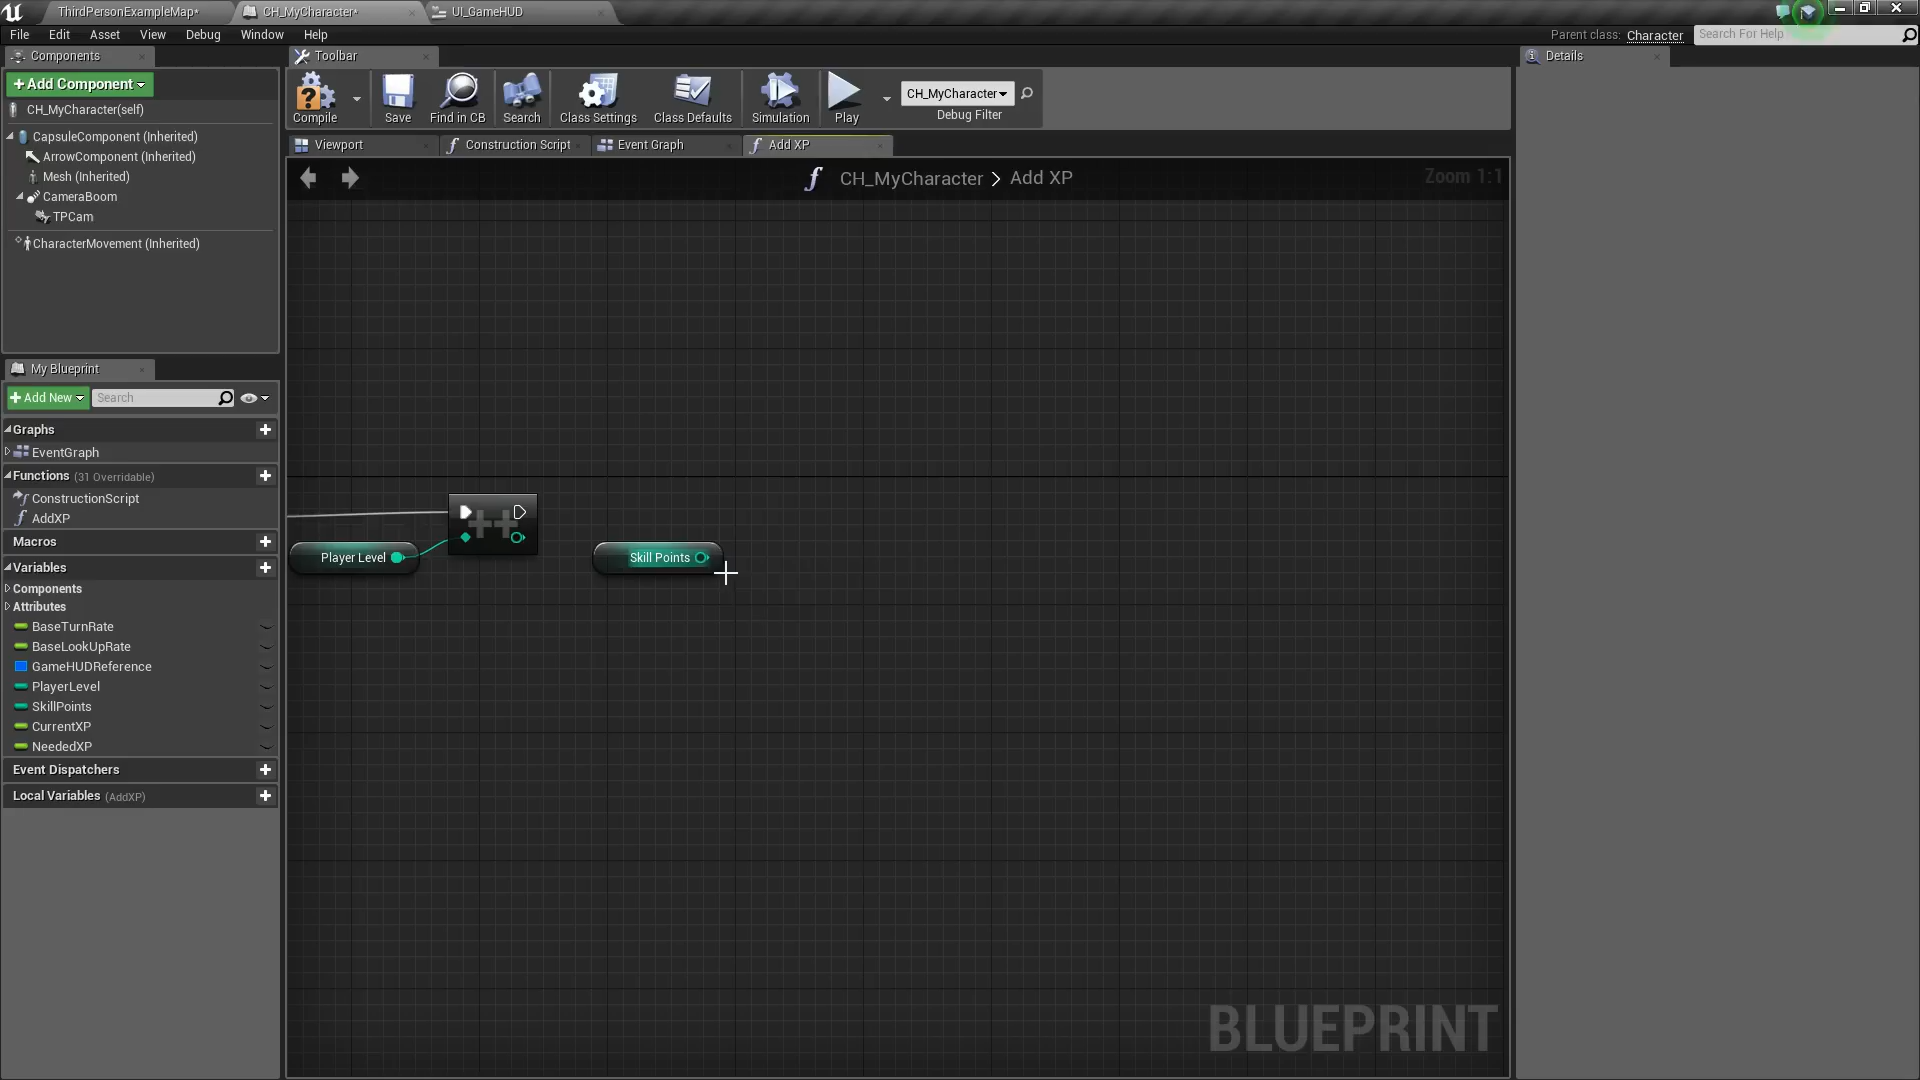 ThirdPersonExampleMap*
CH_MyCharacter*
UI_GameHUD
File Edit Asset View Debug Window Help
Parent class: Character
Search For Help
Components
Toolbar
Details
+Add Component
CH_MyCharacter(self)
CapsuleComponent (Inherited)
ArrowComponent (Inherited)
Mesh (Inherited)
CameraBoom
TPCam
CharacterMovement (Inherited)
Compile
Save
Find in CB
Search
Class Settings
Class Defaults
Simulation
Play
CH_MyCharacter
Debug Filter
Viewport
Construction Script
Event Graph
Add XP
CH_MyCharacter > Add XP
Zoom 1:1
My Blueprint
+Add New
Search
Graphs
EventGraph
Functions (31 Overridable)
ConstructionScript
AddXP
Macros
Variables
Components
Attributes
BaseTurnRate
BaseLookUpRate
GameHUDReference
PlayerLevel
SkillPoints
CurrentXP
NeededXP
Event Dispatchers
Local Variables (AddXP)
++
Player Level
Skill Points
BLUEPRINT